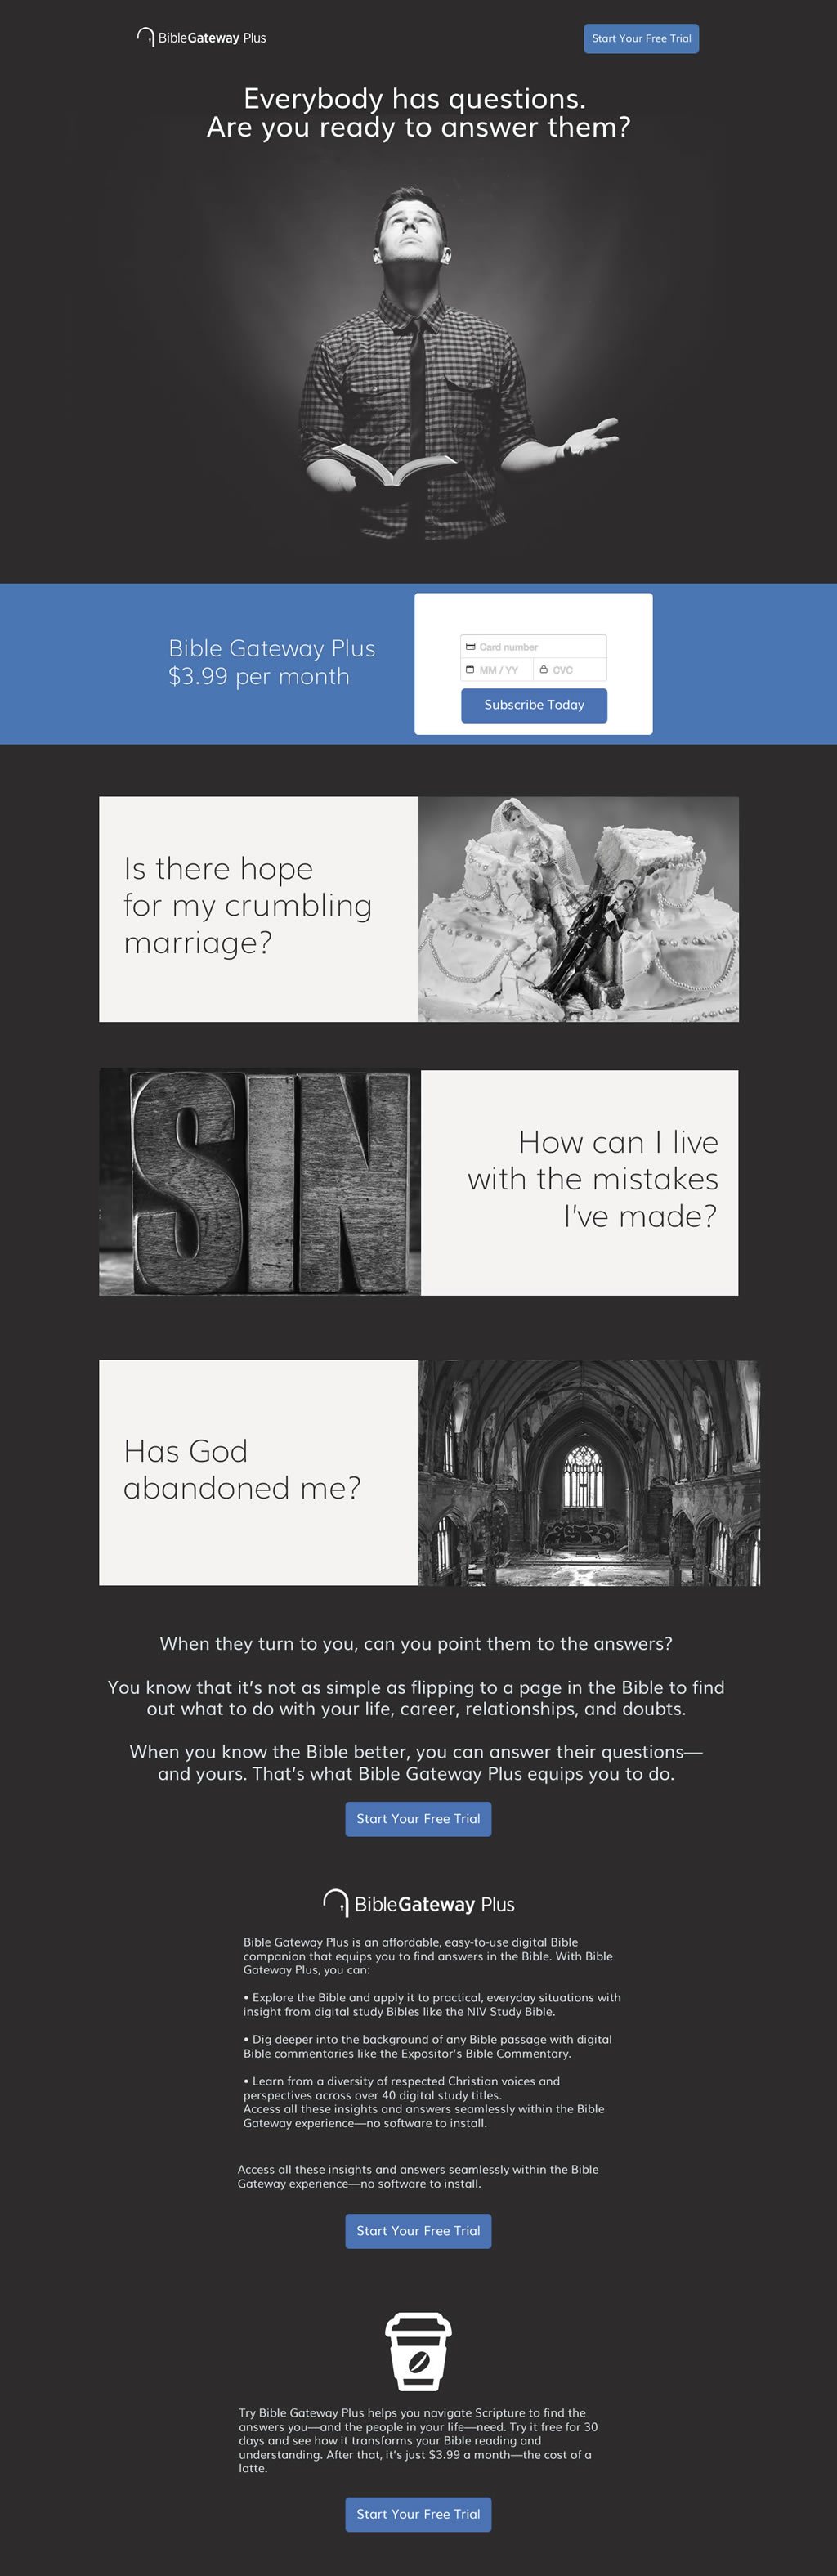 BibleGateway Plus
Start Your Free Trial
Everybody has questions.
Are you ready to answer them?
Bible Gateway Plus
$3.99 per month
Card number
MM / YY
CVC
Subscribe Today
Is there hope
for my crumbling
marriage?
SIN
How can I live
with the mistakes
I've made?
Has God
abandoned me?
When they turn to you, can you point them to the answers?
You know that it’s not as simple as flipping to a page in the Bible to find
out what to do with your life, career, relationships, and doubts.
When you know the Bible better, you can answer their questions—
and yours. That’s what Bible Gateway Plus equips you to do.
Start Your Free Trial
BibleGateway Plus
Bible Gateway Plus is an affordable, easy-to-use digital Bible
companion that equips you to find answers in the Bible. With Bible
Gateway Plus, you can:
• Explore the Bible and apply it to practical, everyday situations with
insight from digital study Bibles like the NIV Study Bible.
• Dig deeper into the background of any Bible passage with digital
Bible commentaries like the Expositor’s Bible Commentary.
• Learn from a diversity of respected Christian voices and
perspectives across over 40 digital study titles.
Access all these insights and answers seamlessly within the Bible
Gateway experience—no software to install.
Access all these insights and answers seamlessly within the Bible
Gateway experience—no software to install.
Start Your Free Trial
Try Bible Gateway Plus helps you navigate Scripture to find the
answers you—and the people in your life—need. Try it free for 30
days and see how it transforms your Bible reading and
understanding. After that, it’s just $3.99 a month—the cost of a
latte.
Start Your Free Trial